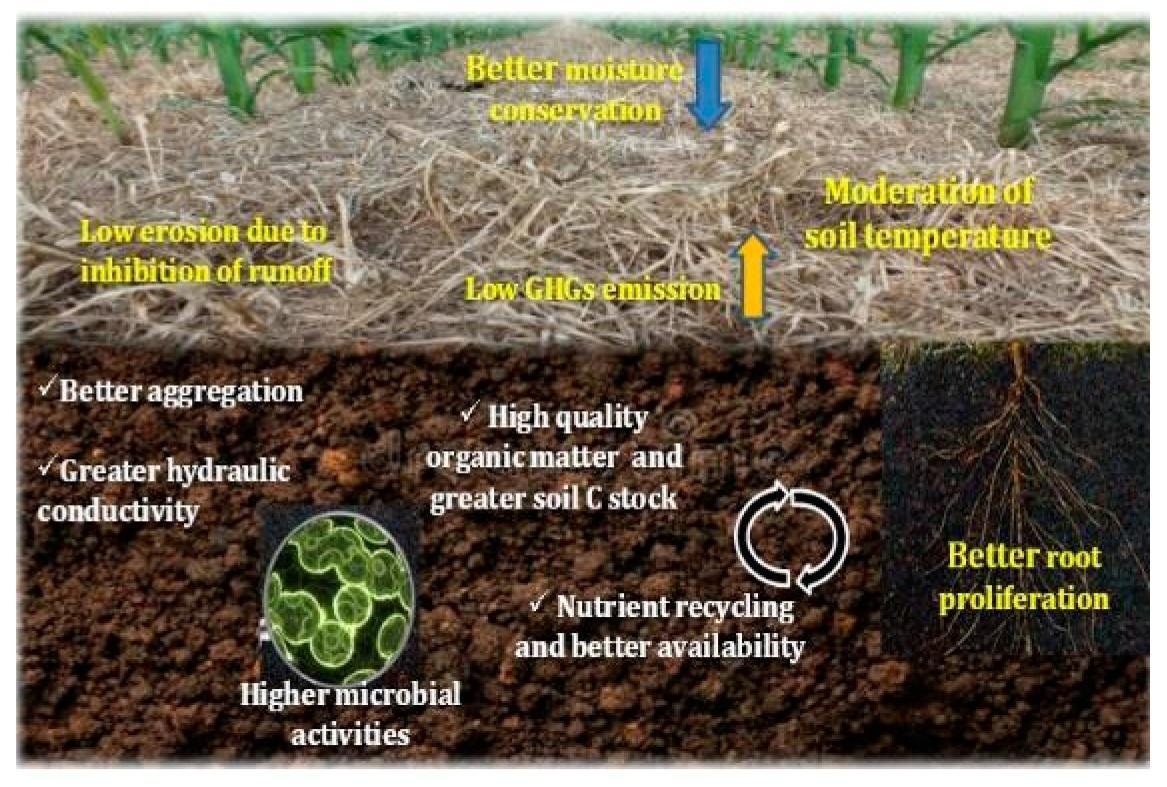 Better moisture
conservation
Moderation of
soil temperature
Low erosion due to
inhibition of runoff
Low GHGs emission
✓Better aggregation
✓Greater hydraulic
conductivity
✓ High quality
organic matter and
greater soil C stock
Better root
proliferation
✓ Nutrient recycling
and better availability
Higher microbial
activities